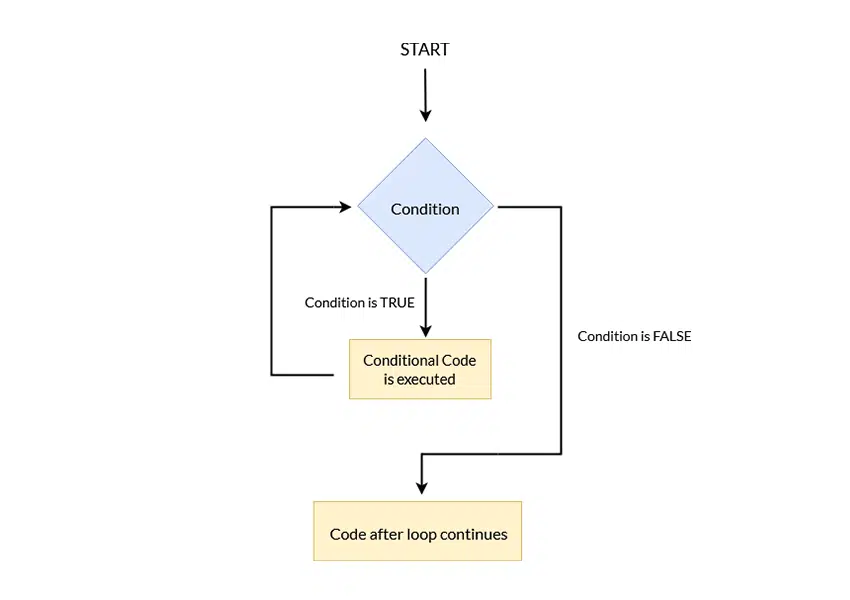 START
Condition
Condition is TRUE
Condition is FALSE
Conditional Code
is executed
Code after loop continues